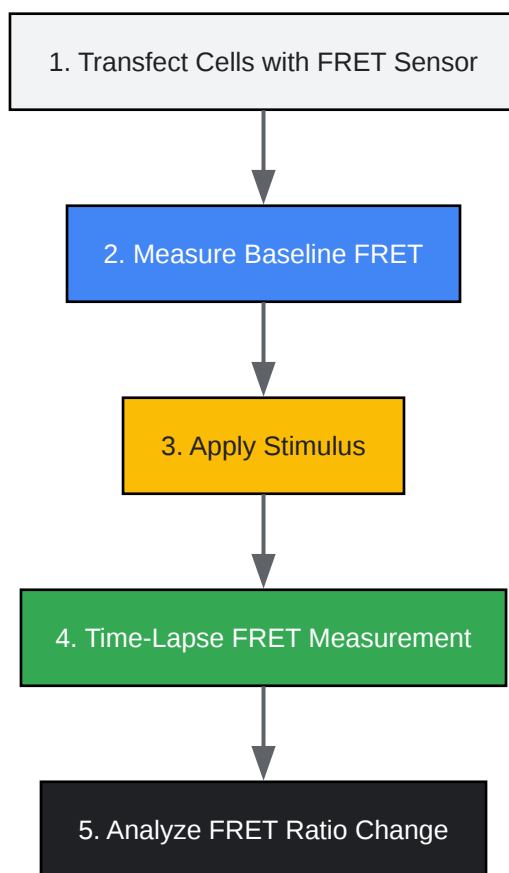 1. Transfect Cells with FRET Sensor
2. Measure Baseline FRET
3. Apply Stimulus
4. Time-Lapse FRET Measurement
5. Analyze FRET Ratio Change